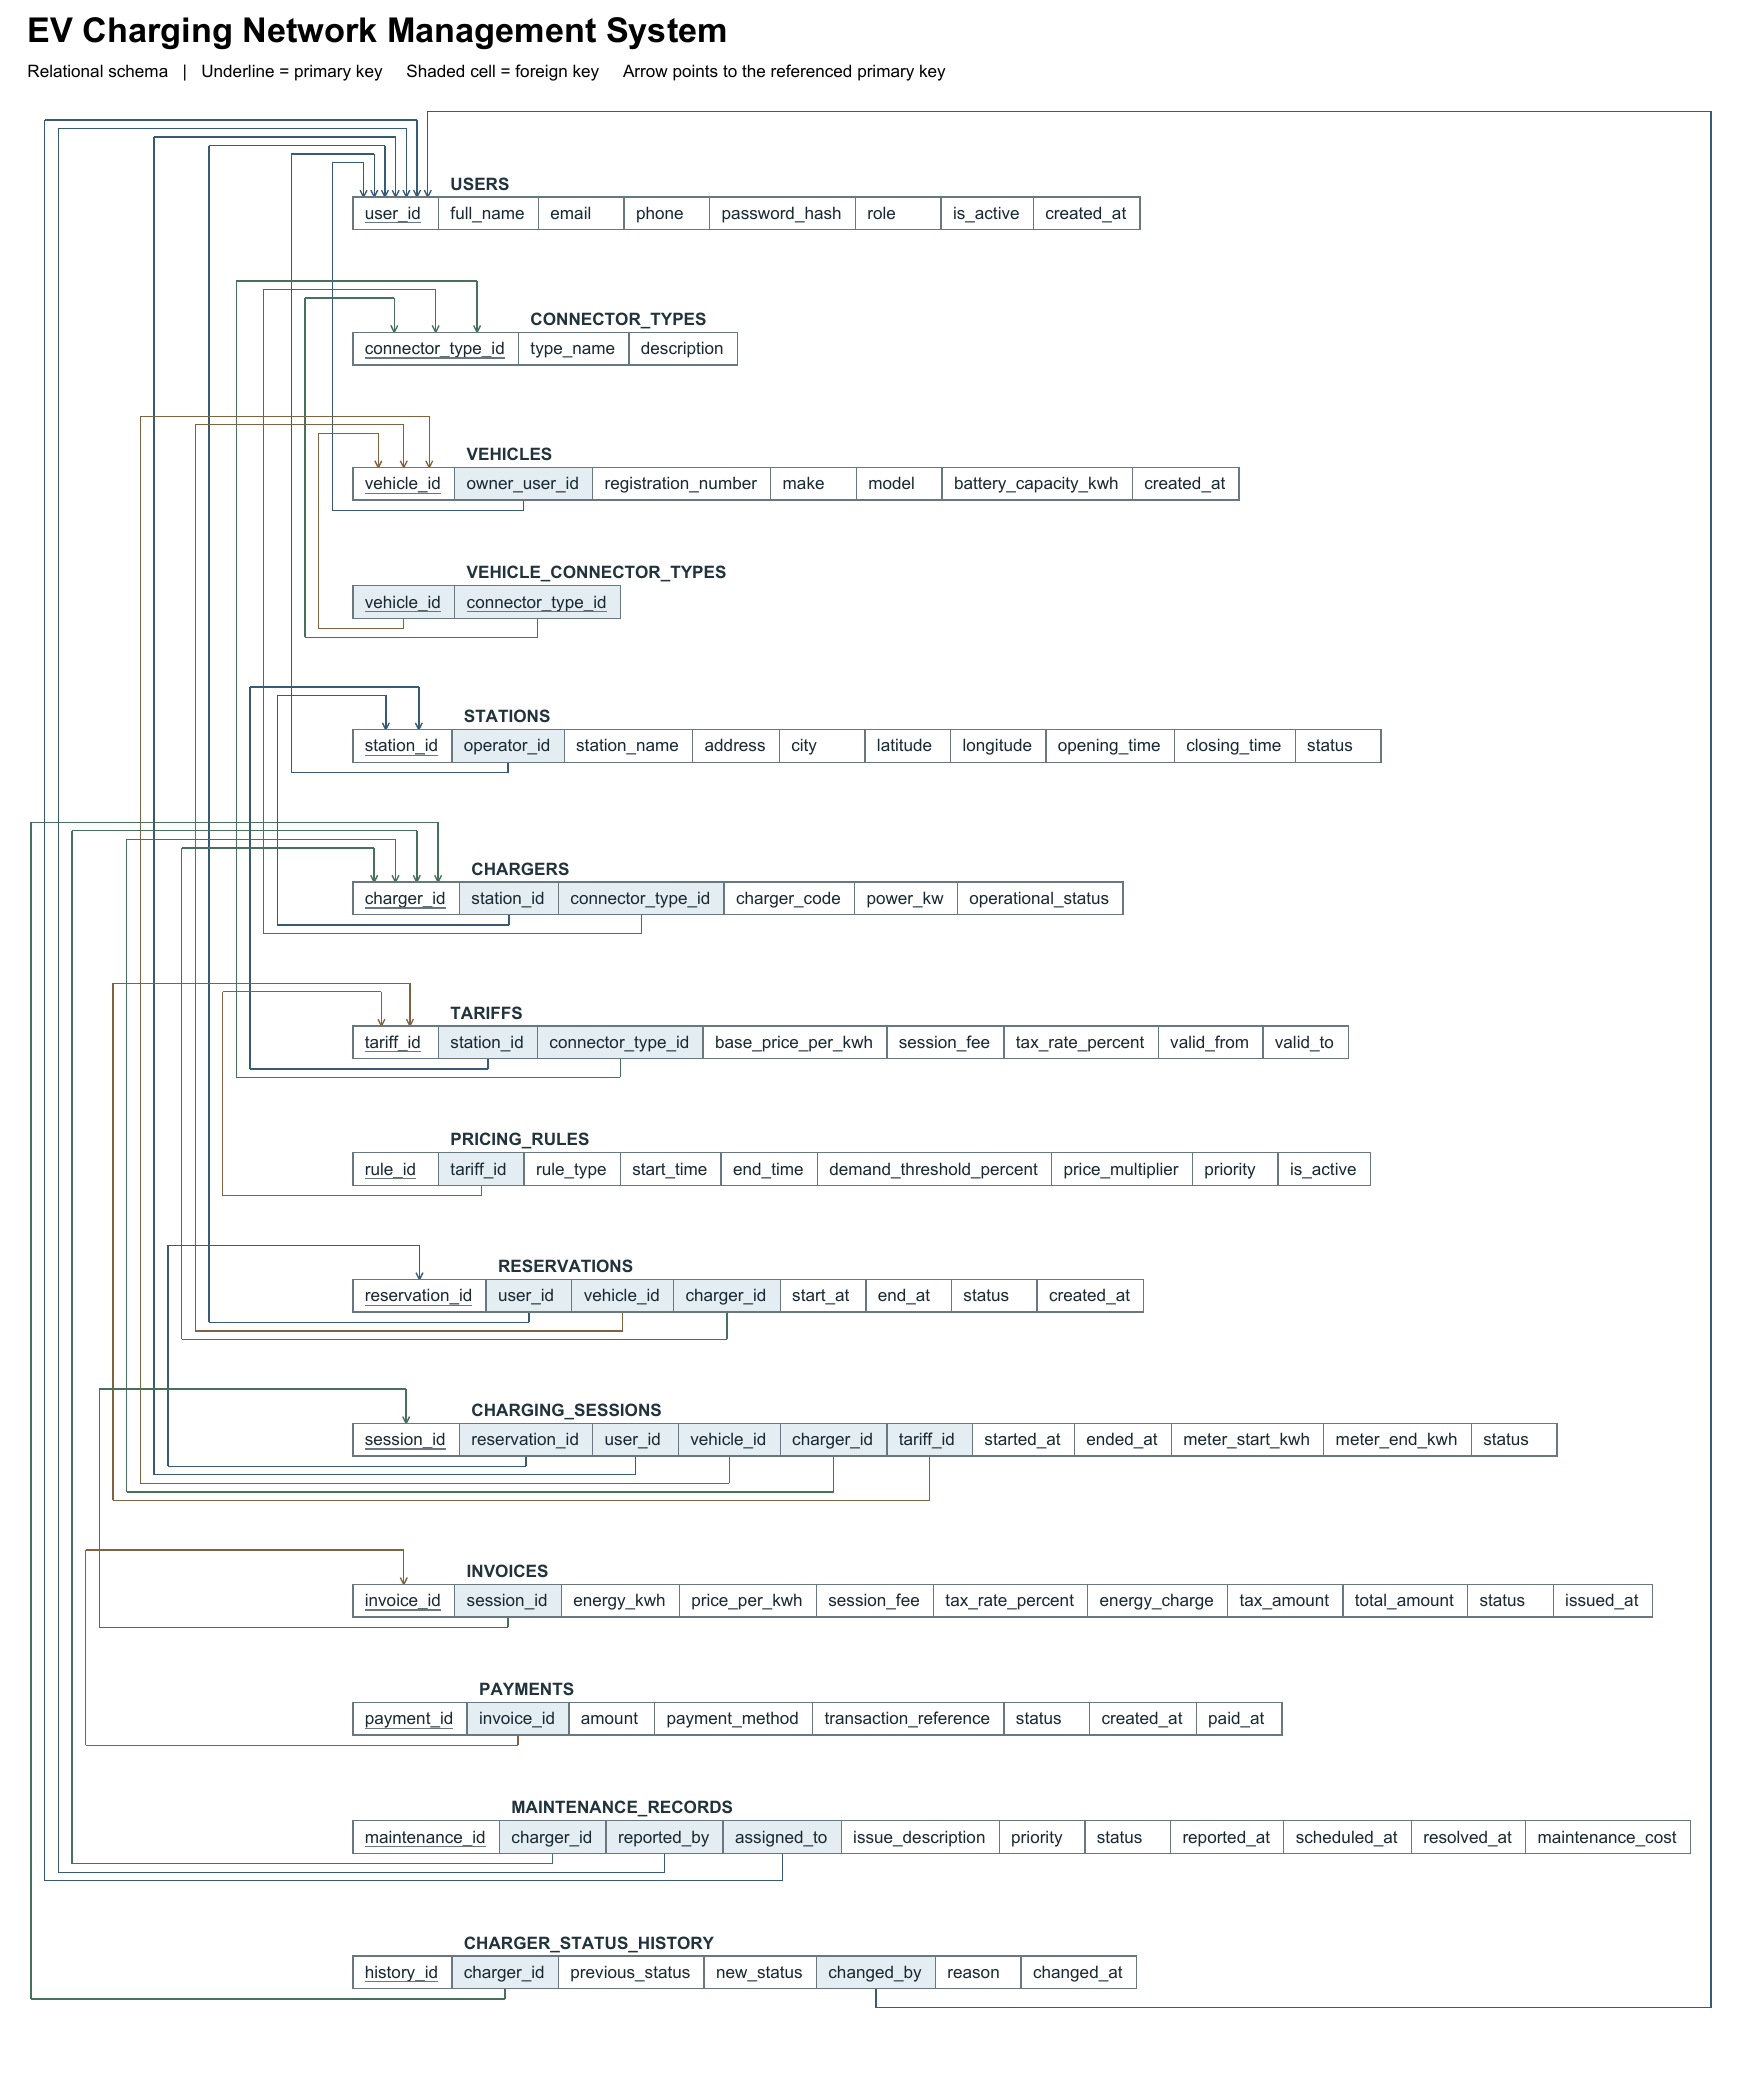 EV Charging Network Management System
Relational schema | Underline = primary key Shaded cell = foreign key Arrow points to the referenced primary key
USERS
user_id full_name email phone password_hash role is_active created_at
CONNECTOR_TYPES
connector_type_id type_name description
VEHICLES
vehicle_id owner_user_id registration_number make model battery_capacity_kwh created_at
VEHICLE_CONNECTOR_TYPES
vehicle_id connector_type_id
STATIONS
station_id operator_id station_name address city latitude longitude opening_time closing_time status
CHARGERS
charger_id station_id connector_type_id charger_code power_kw operational_status
TARIFFS
tariff_id station_id connector_type_id base_price_per_kwh session_fee tax_rate_percent valid_from valid_to
PRICING_RULES
rule_id tariff_id rule_type start_time end_time demand_threshold_percent price_multiplier priority is_active
RESERVATIONS
reservation_id user_id vehicle_id charger_id start_at end_at status created_at
CHARGING_SESSIONS
session_id reservation_id user_id vehicle_id charger_id tariff_id started_at ended_at meter_start_kwh meter_end_kwh status
INVOICES
invoice_id session_id energy_kwh price_per_kwh session_fee tax_rate_percent energy_charge tax_amount total_amount status issued_at
PAYMENTS
payment_id invoice_id amount payment_method transaction_reference status created_at paid_at
MAINTENANCE_RECORDS
maintenance_id charger_id reported_by assigned_to issue_description priority status reported_at scheduled_at resolved_at maintenance_cost
CHARGER_STATUS_HISTORY
history_id charger_id previous_status new_status changed_by reason changed_at